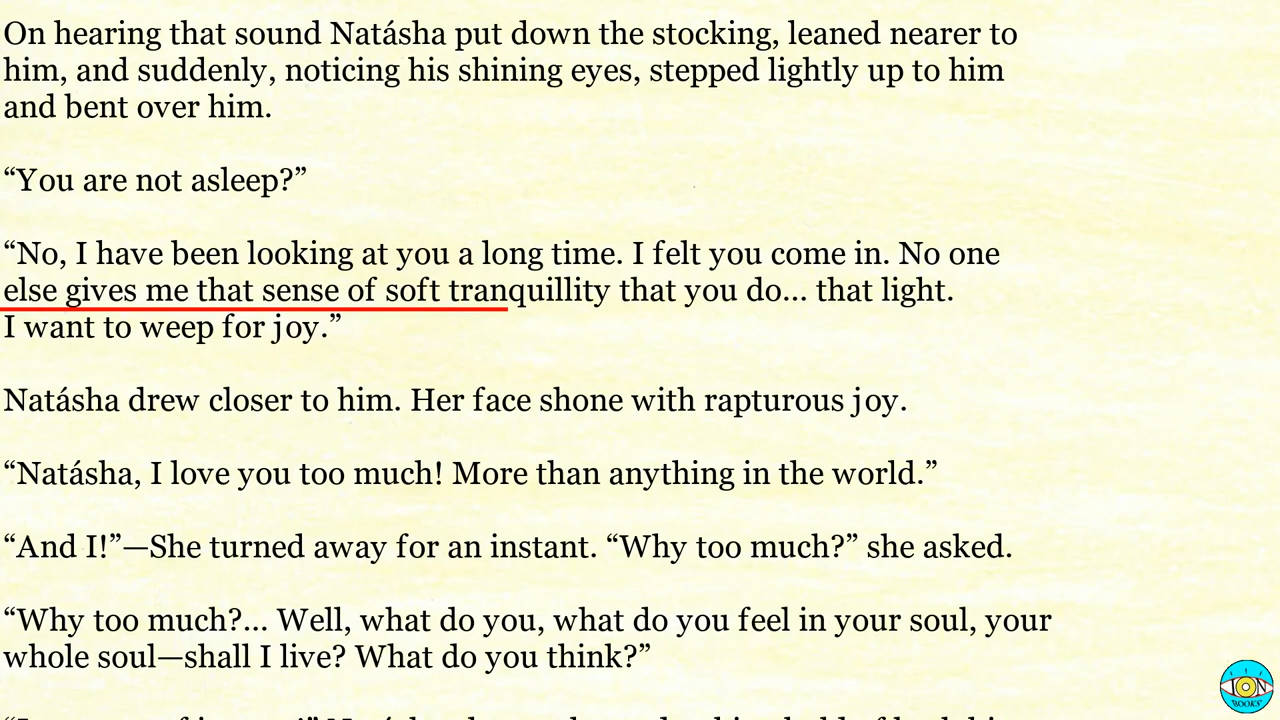 On hearing that sound Natásha put down the stocking, leaned nearer to
him, and suddenly, noticing his shining eyes, stepped lightly up to him
and bent over him.
“You are not asleep?”
“No, I have been looking at you a long time. I felt you come in. No one
else gives me that sense of soft tranquillity that you do... that light.
I want to weep for joy.”
Natásha drew closer to him. Her face shone with rapturous joy.
“Natásha, I love you too much! More than anything in the world.”
“And I!”—She turned away for an instant. “Why too much?” she asked.
“Why too much?... Well, what do you, what do you feel in your soul, your
whole soul—shall I live? What do you think?”
ION
BOOKS